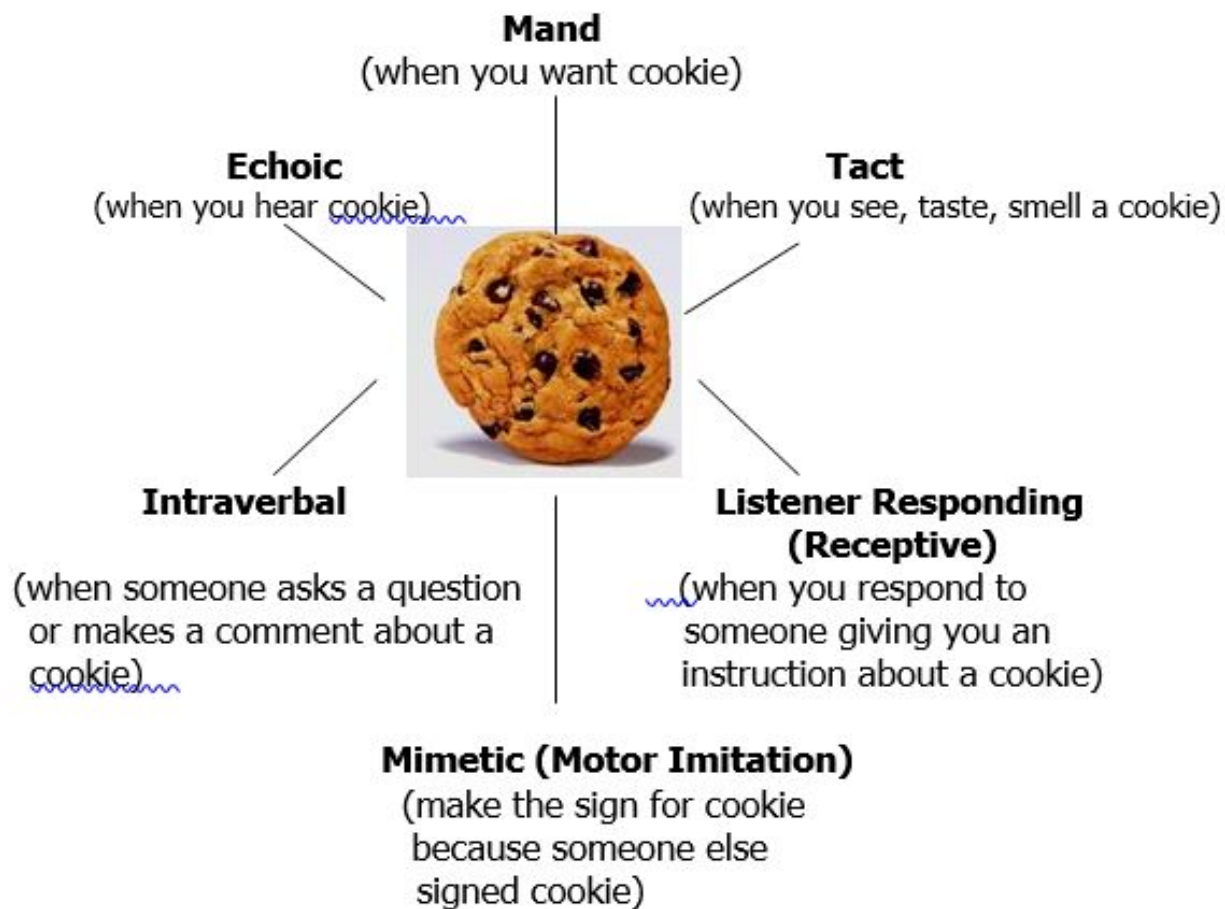 Mand
(when you want cookie)
Echoic
(when you hear cookie)
Tact
(when you see, taste, smell a cookie)
Intraverbal
(when someone asks a question
or makes a comment about a
cookie)
Listener Responding
(Receptive)
(when you respond to
someone giving you an
instruction about a cookie)
Mimetic (Motor Imitation)
(make the sign for cookie
because someone else
signed cookie)